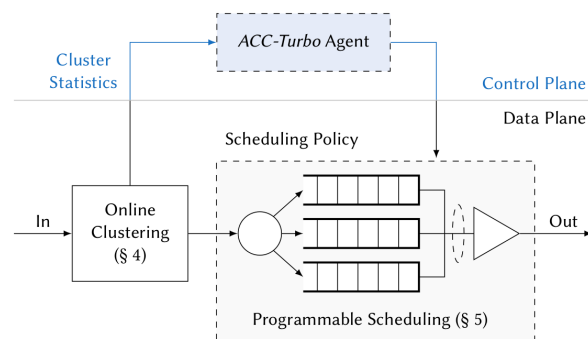 ACC-Turbo Agent
Cluster
Statistics
Control Plane
Data Plane
Scheduling Policy
In
Online
Clustering
(§ 4)
Out
Programmable Scheduling (§ 5)